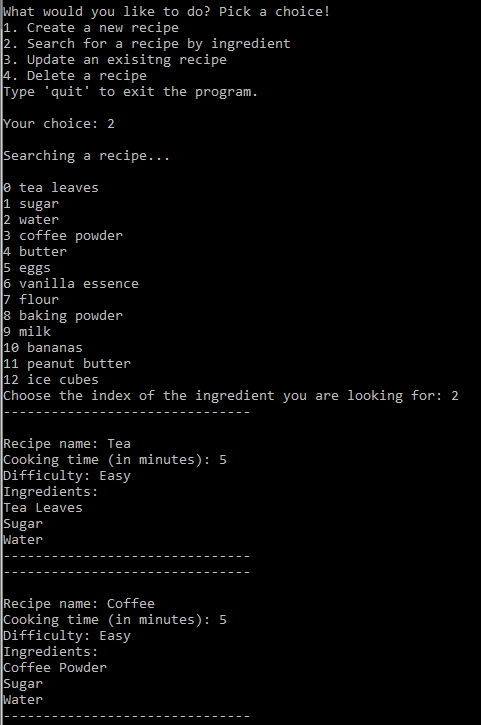 What would you like to do? Pick a choice!
1. Create a new recipe
2. Search for a recipe by ingredient
3. Update an exisitng recipe
4. Delete a recipe
Type 'quit' to exit the program.
Your choice: 2
Searching a recipe...
0 tea leaves
1 sugar
2 water
3 coffee powder
4 butter
5 eggs
6 vanilla essence
7 flour
8 baking powder
9 milk
10 bananas
11 peanut butter
12 ice cubes
Choose the index of the ingredient you are looking for: 2
-------------------------------
Recipe name: Tea
Cooking time (in minutes): 5
Difficulty: Easy
Ingredients:
Tea Leaves
Sugar
Water
-------------------------------
-------------------------------
Recipe name: Coffee
Cooking time (in minutes): 5
Difficulty: Easy
Ingredients:
Coffee Powder
Sugar
Water
-------------------------------